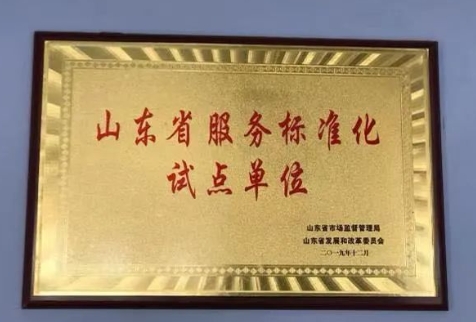 山东省服务标准化
试点单位
山东省市场监督管理局
山东省发展和改革委员会
二〇一九年十二月